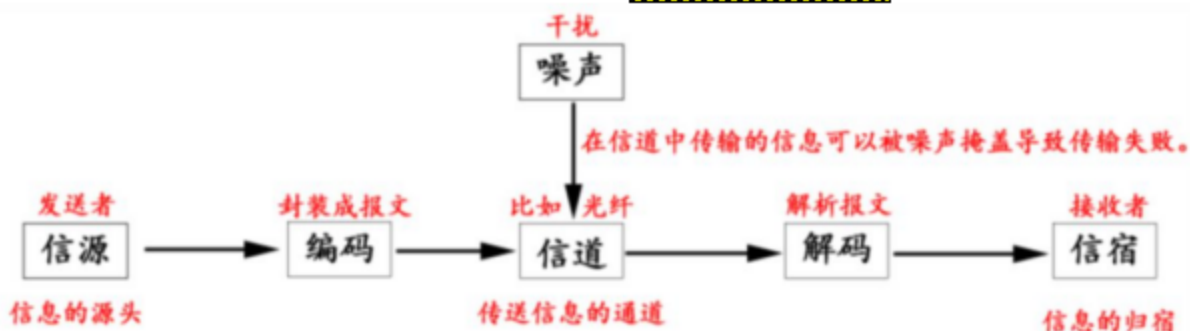 干扰
噪声
在信道中传输的信息可以被噪声掩盖导致传输失败。
发送者 封装成报文 比如 光纤 解析报文 接收者
信源 编码 信道 解码 信宿
信息的源头 传送信息的通道 信息的归宿